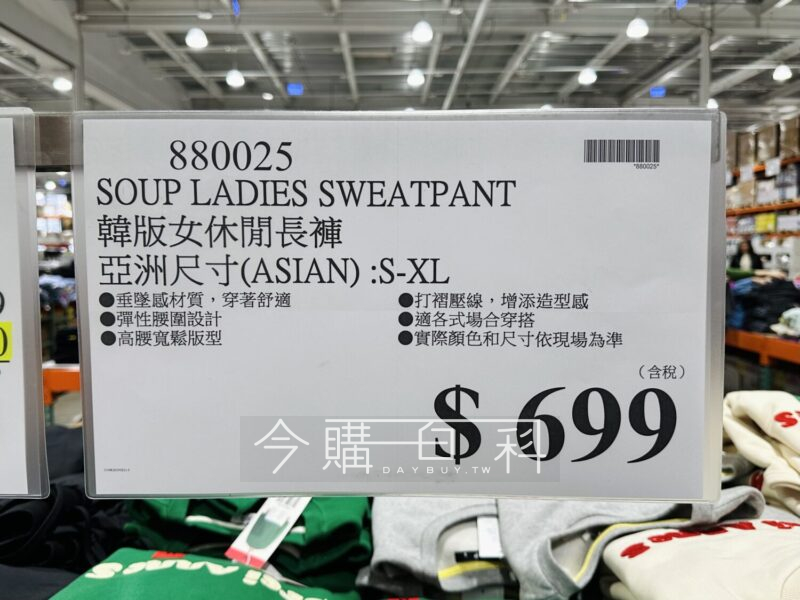 880025
*880025*
SOUP LADIES SWEATPANT
韓版女休閒長褲
亞洲尺寸(ASIAN) :S-XL
●垂墜感材質，穿著舒適
●彈性腰圍設計
●高腰寬鬆版型
●打褶壓線，增添造型感
●適各式場合穿搭
●實際顏色和尺寸依現場為準
（含稅）
$ 699
今購百科
DAYBUY.TW